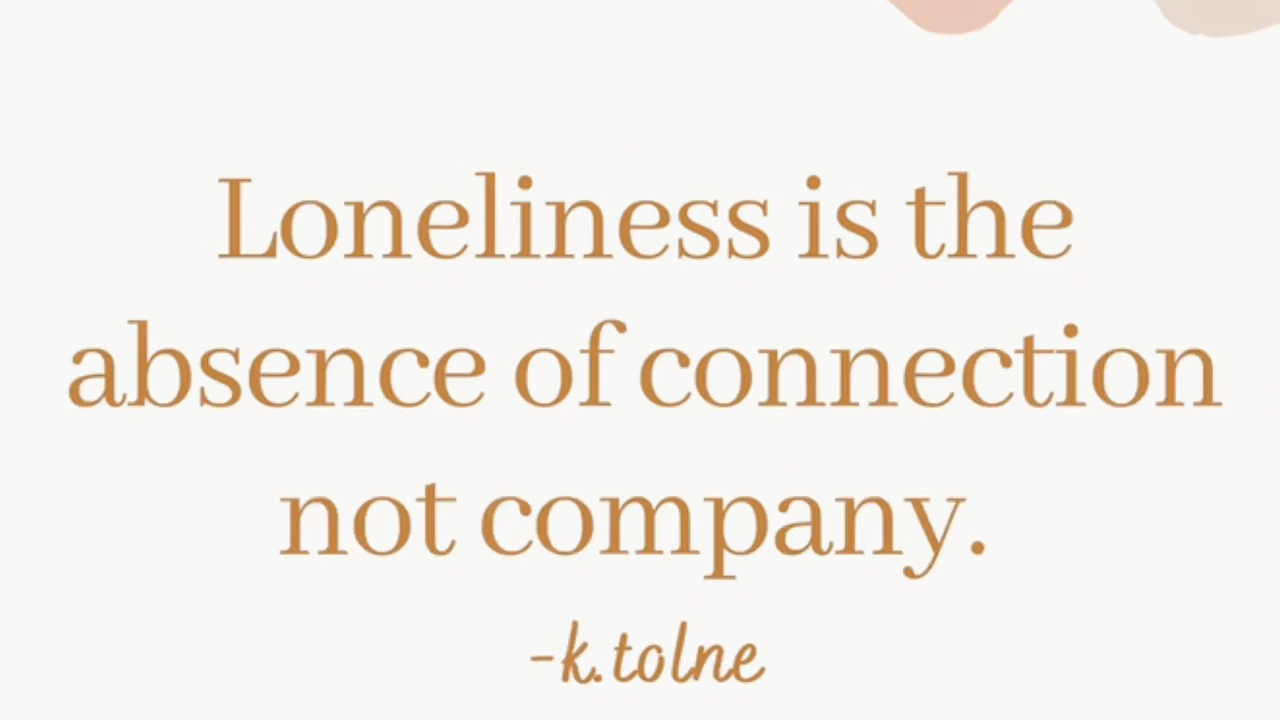 Loneliness is the
absence of connection
not company.
-k.tolne